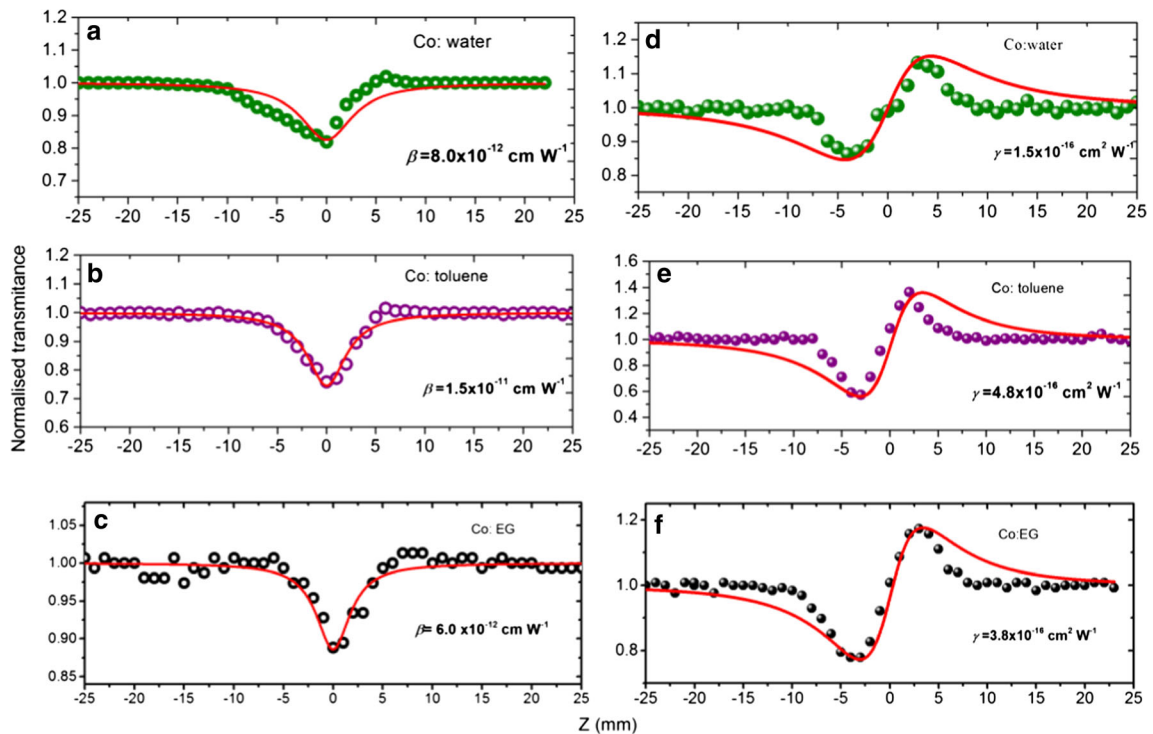 a
Co: water
β=8.0x10-12 cm W-1
1.2
1.1
1.0
0.9
0.8
0.7
-25 -20 -15 -10 -5 0 5 10 15 20 25
d
Co:water
γ=1.5x10-16 cm2 W-1
1.2
1.1
1.0
0.9
0.8
-25 -20 -15 -10 -5 0 5 10 15 20 25
Normalised transmitance
b
Co: toluene
β=1.5x10-11 cm W-1
1.2
1.1
1.0
0.9
0.8
0.7
0.6
-25 -20 -15 -10 -5 0 5 10 15 20 25
e
Co: toluene
γ=4.8x10-16 cm2 W-1
1.6
1.4
1.2
1.0
0.8
0.6
0.4
-25 -20 -15 -10 -5 0 5 10 15 20 25
c
Co: EG
β= 6.0 x10-12 cm W-1
1.05
1.00
0.95
0.90
0.85
-25 -20 -15 -10 -5 0 5 10 15 20 25
f
Co:EG
γ=3.8x10-16 cm2 W-1
1.2
1.0
0.8
-25 -20 -15 -10 -5 0 5 10 15 20 25
Z (mm)